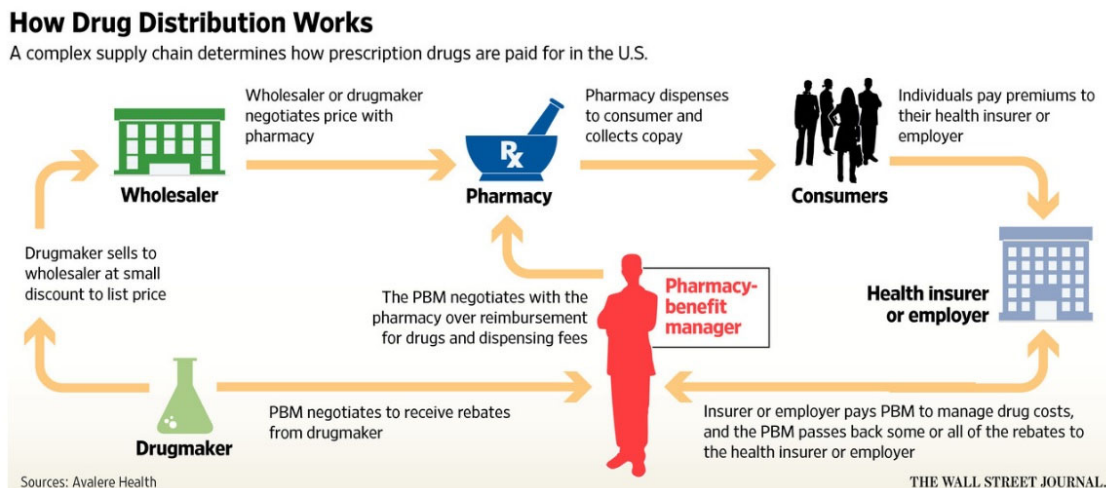 How Drug Distribution Works
A complex supply chain determines how prescription drugs are paid for in the U.S.
Wholesaler or drugmaker
negotiates price with
pharmacy
Pharmacy dispenses
to consumer and
collects copay
Individuals pay premiums to
their health insurer or
employer
Wholesaler
Rx
Pharmacy
Consumers
Drugmaker sells to
wholesaler at small
discount to list price
The PBM negotiates with the
pharmacy over reimbursement
for drugs and dispensing fees
Pharmacy-
benefit
manager
Health insurer
or employer
Drugmaker
PBM negotiates to receive rebates
from drugmaker
Insurer or employer pays PBM to manage drug costs,
and the PBM passes back some or all of the rebates to
the health insurer or employer
Sources: Avalere Health
THE WALL STREET JOURNAL.